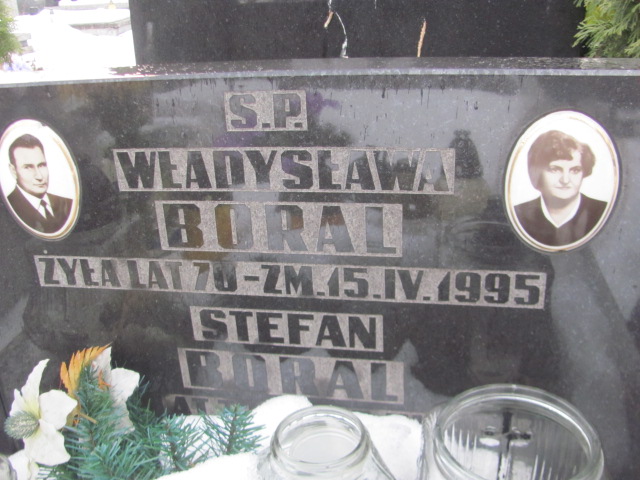 S.P.
WŁADYSŁAWA
BORAL
ŻYŁA LAT 70-ZM.15.IV.1995
STEFAN
BORAL